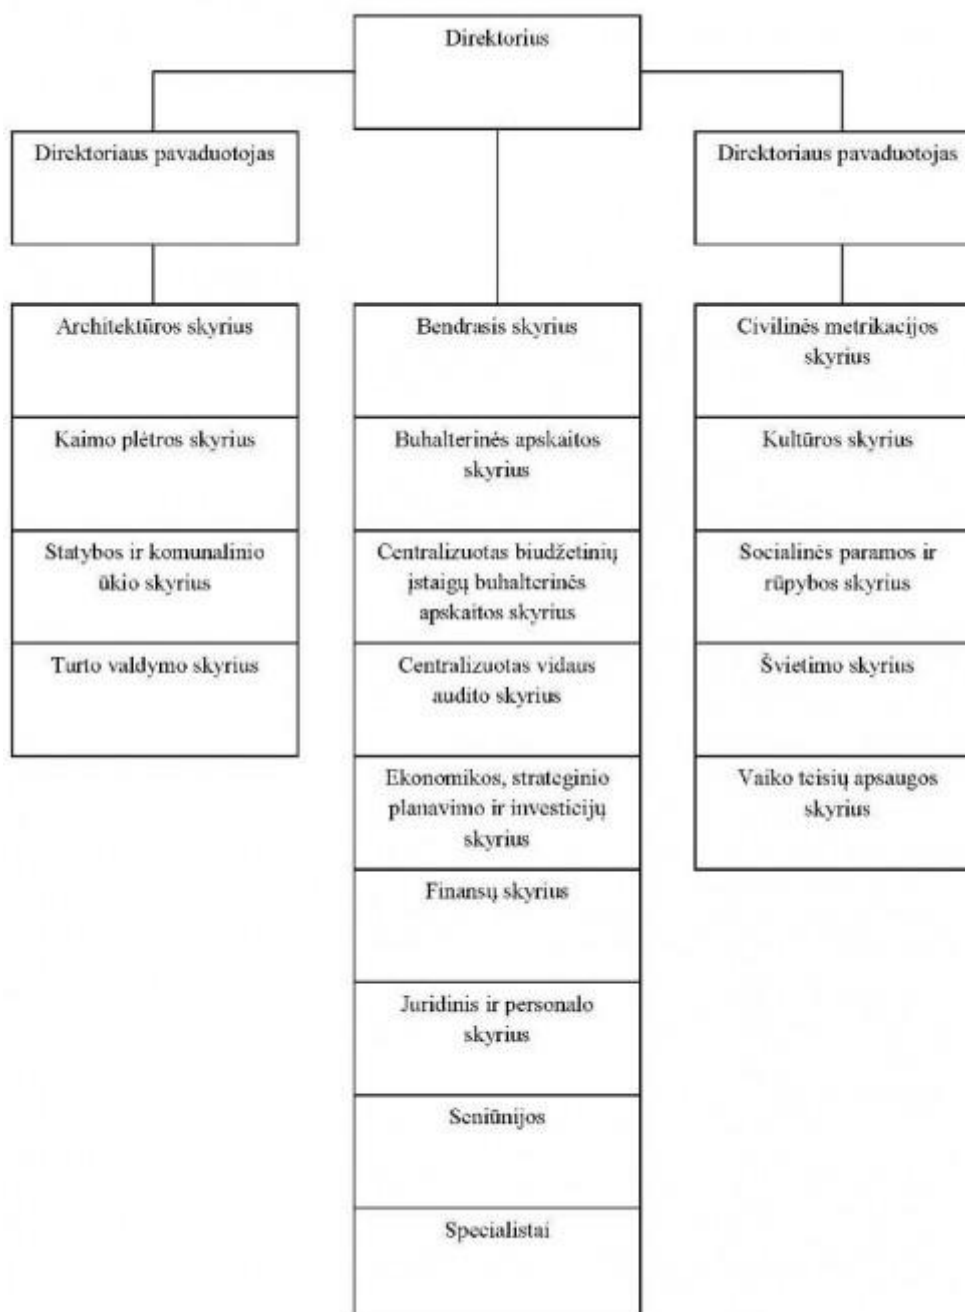 Direktorius
Direktoriaus pavaduotojas
Direktoriaus pavaduotojas
Architektūros skyrius
Kaimo plėtros skyrius
Statybos ir komunalinio
ūkio skyrius
Turto valdymo skyrius
Bendrasis skyrius
Buhalterinės apskaitos
skyrius
Centralizuotas biudžetinių
įstaigų buhalterinės
apskaitos skyrius
Centralizuotas vidaus
audito skyrius
Ekonomikos, strateginio
planavimo ir investicijų
skyrius
Finansų skyrius
Juridinis ir personalo
skyrius
Seniūnijos
Specialistai
Civilinės metrikacijos
skyrius
Kultūros skyrius
Socialinės paramos ir
rūpybos skyrius
Švietimo skyrius
Vaiko teisių apsaugos
skyrius